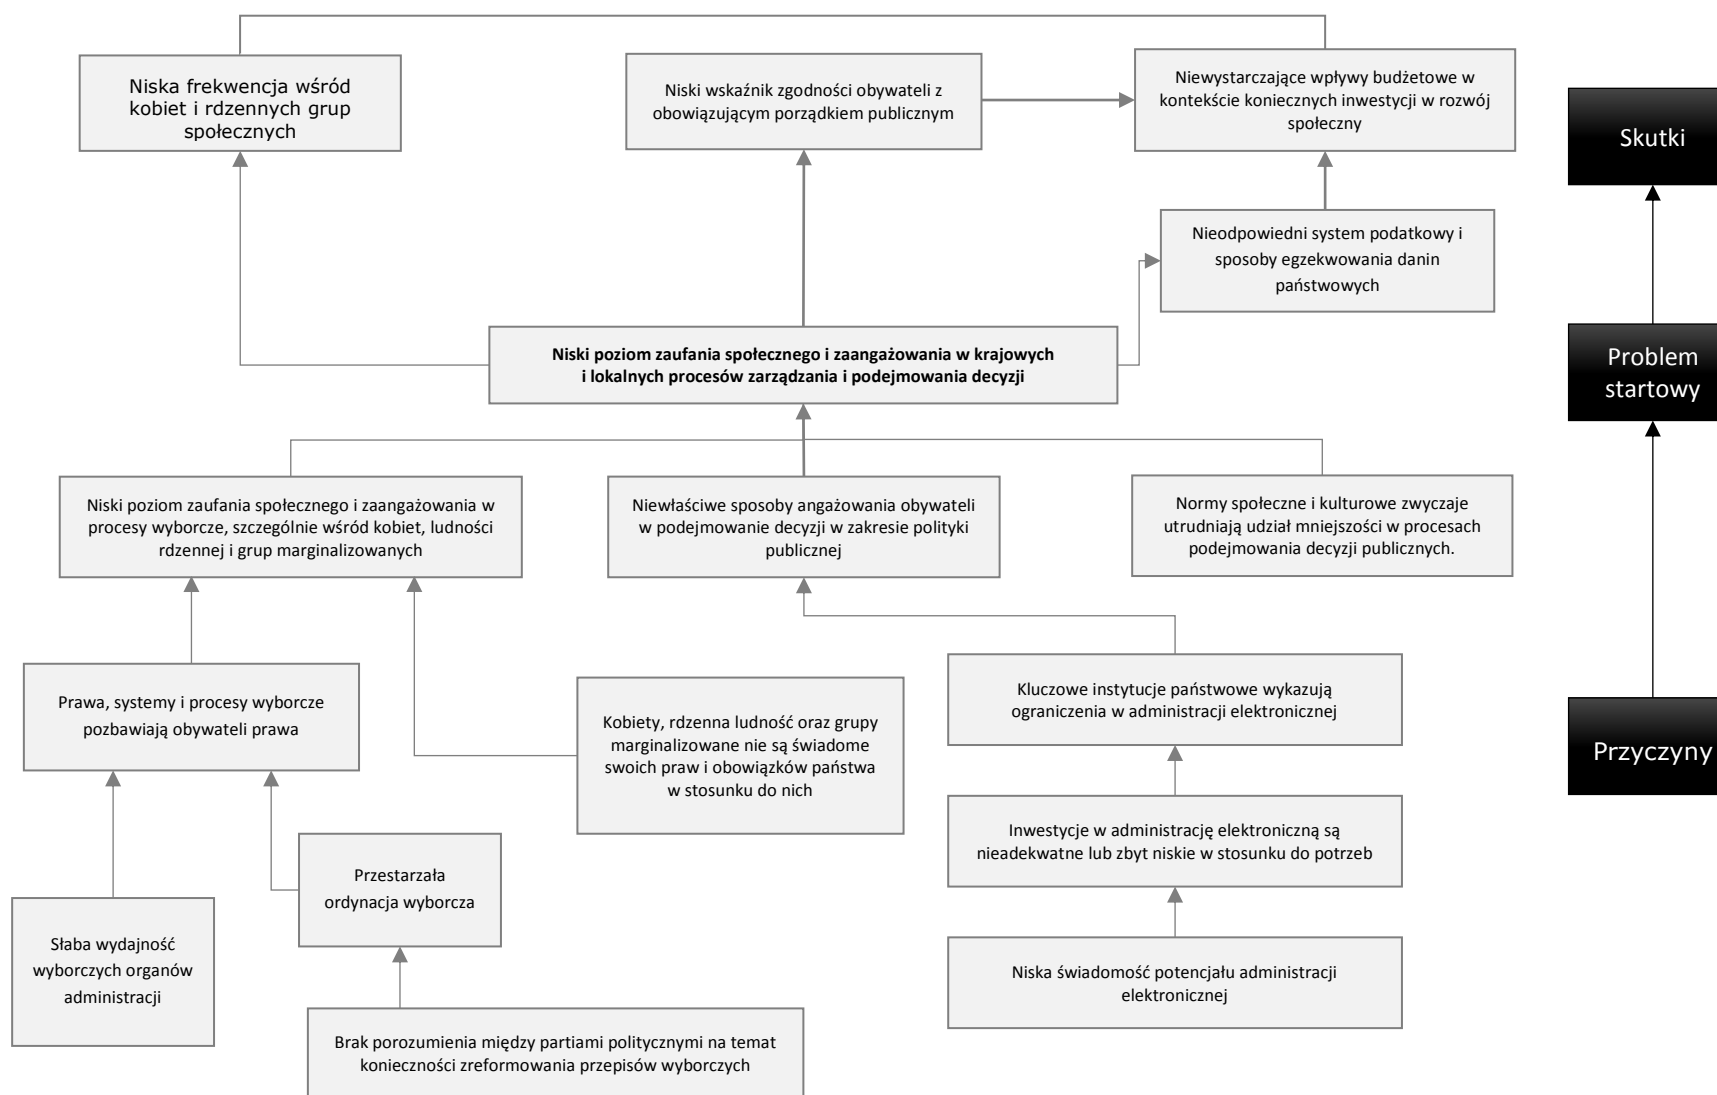 Niska frekwencja wśród
kobiet i rdzennych grup
społecznych
Niski wskaźnik zgodności obywateli z
obowiązującym porządkiem publicznym
Niewystarczające wpływy budżetowe w
kontekście koniecznych inwestycji w rozwój
społeczny
Skutki
Nieodpowiedni system podatkowy i
sposoby egzekwowania danin
państwowych
Niski poziom zaufania społecznego i zaangażowania w krajowych
i lokalnych procesów zarządzania i podejmowania decyzji
Problem
startowy
Niski poziom zaufania społecznego i zaangażowania w
procesy wyborcze, szczególnie wśród kobiet, ludności
rdzennej i grup marginalizowanych
Niewłaściwe sposoby angażowania obywateli
w podejmowanie decyzji w zakresie polityki
publicznej
Normy społeczne i kulturowe zwyczaje
utrudniają udział mniejszości w procesach
podejmowania decyzji publicznych.
Prawa, systemy i procesy wyborcze
pozbawiają obywateli prawa
Kobiety, rdzenna ludność oraz grupy
marginalizowane nie są świadome
swoich praw i obowiązków państwa
w stosunku do nich
Kluczowe instytucje państwowe wykazują
ograniczenia w administracji elektronicznej
Przyczyny
Inwestycje w administrację elektroniczną są
nieadekwatne lub zbyt niskie w stosunku do potrzeb
Przestarzała
ordynacja wyborcza
Słaba wydajność
wyborczych organów
administracji
Niska świadomość potencjału administracji
elektronicznej
Brak porozumienia między partiami politycznymi na temat
konieczności zreformowania przepisów wyborczych